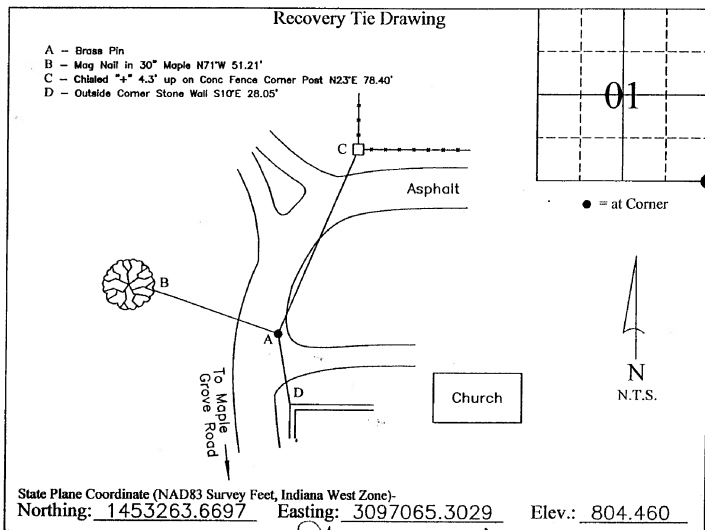 Recovery Tie Drawing
A – Brass Pin
B – Mag Nail in 30" Maple N71°W 51.21'
C – Chisled "+" 4.3' up on Conc Fence Corner Post N23°E 78.40'
D – Outside Corner Stone Wall S10°E 28.05'
01
C
Asphalt
● = at Corner
B
A
N
N.T.S.
D
To Maple
Grove Road
Church
State Plane Coordinate (NAD83 Survey Feet, Indiana West Zone)-
Northing: 1453263.6697 Easting: 3097065.3029 Elev.: 804.460